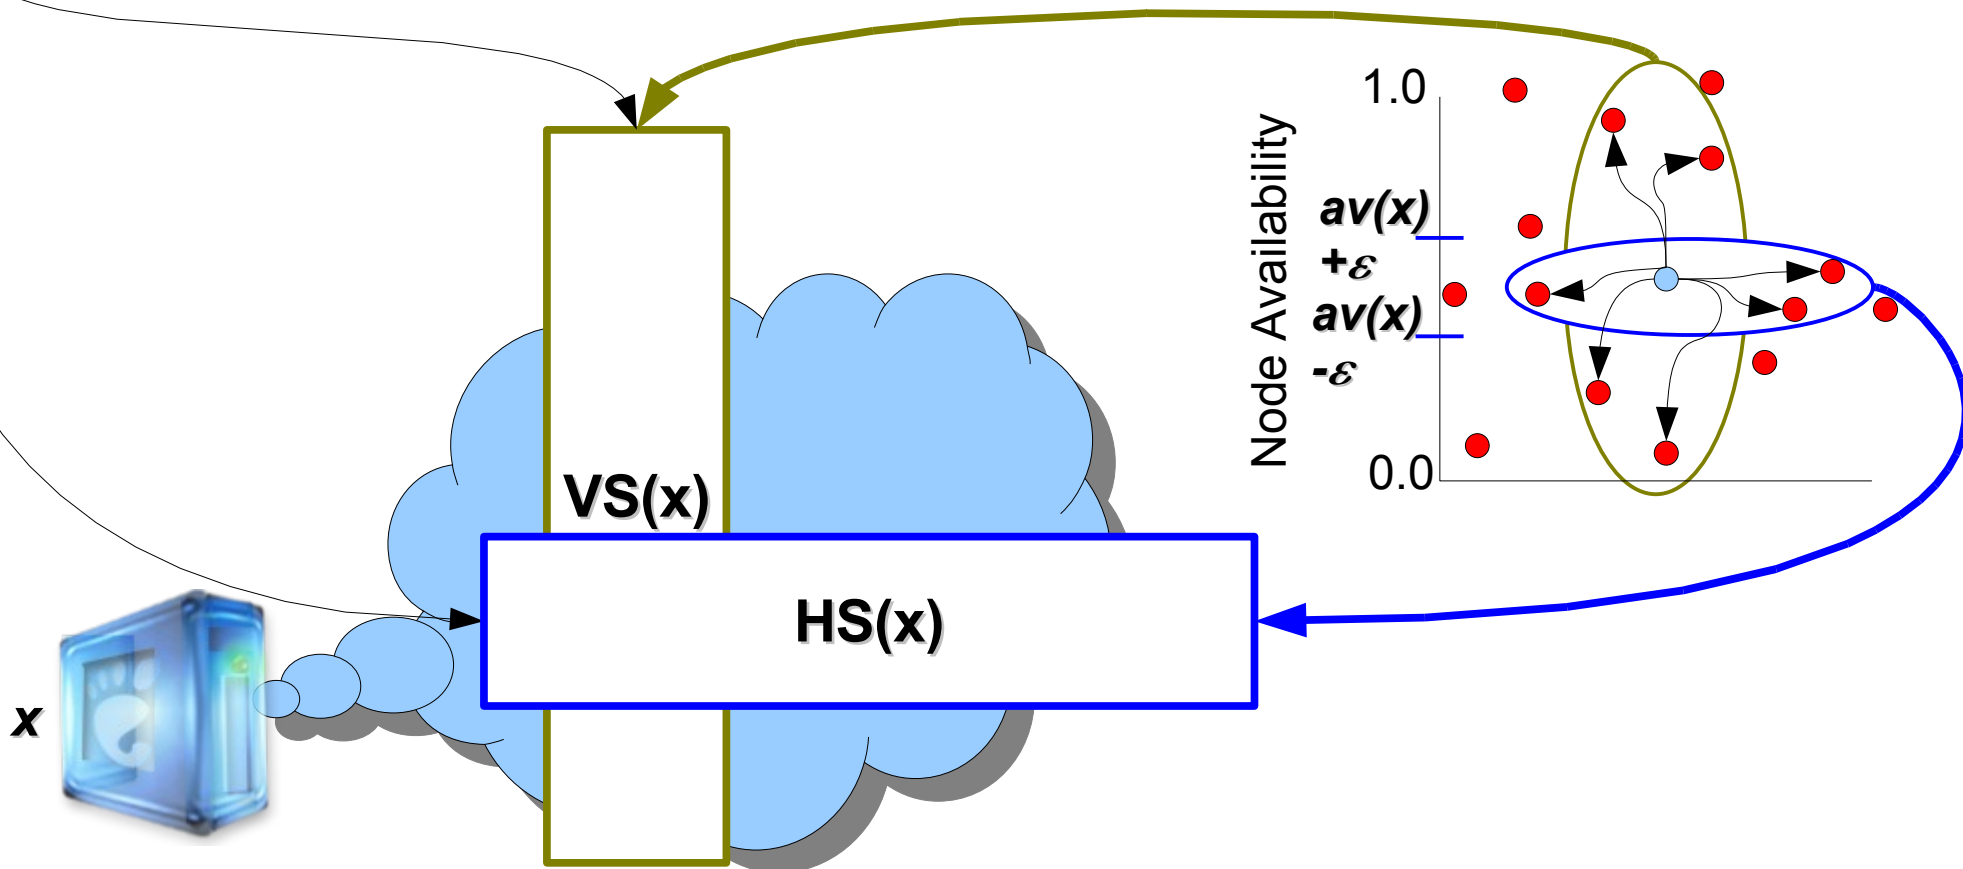 1.0
Node Availability
av(x)
+ε
av(x)
-ε
0.0
VS(x)
HS(x)
x